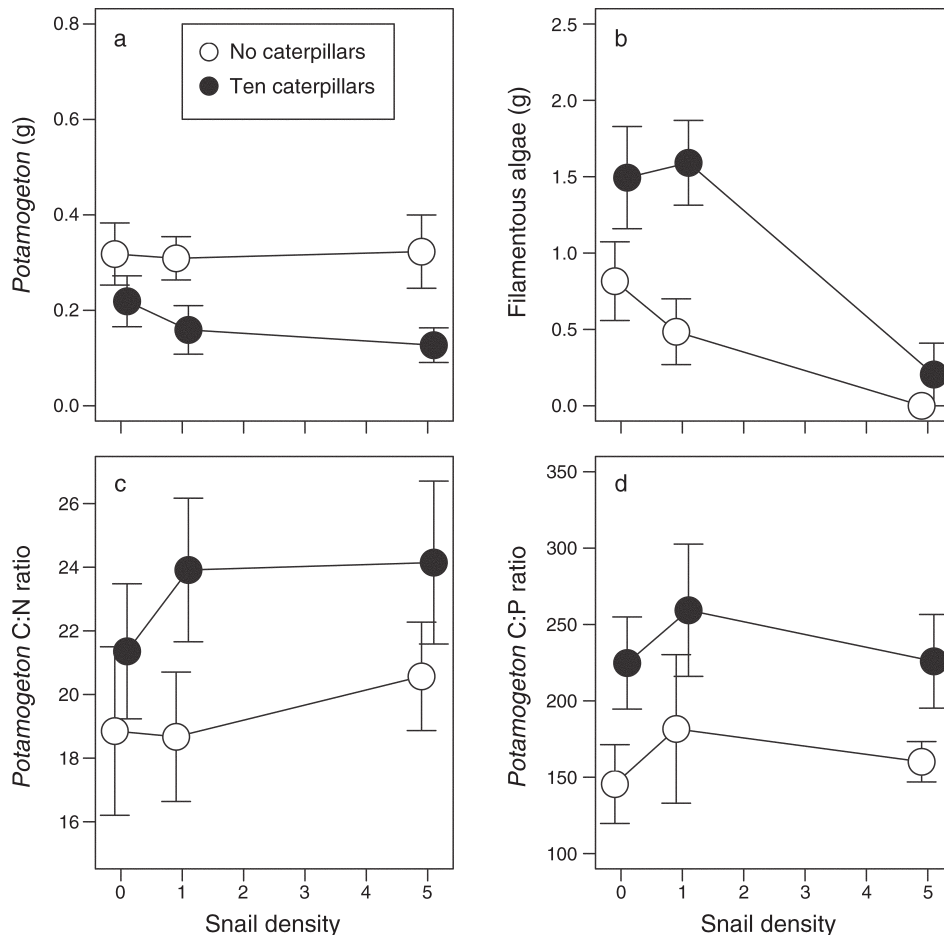 a
No caterpillars
Ten caterpillars
Potamogeton (g)
0.8
0.6
0.4
0.2
0.0
b
Filamentous algae (g)
2.5
2.0
1.5
1.0
0.5
0.0
c
Potamogeton C:N ratio
26
24
22
20
18
16
0 1 2 3 4 5
Snail density
d
Potamogeton C:P ratio
350
300
250
200
150
100
0 1 2 3 4 5
Snail density